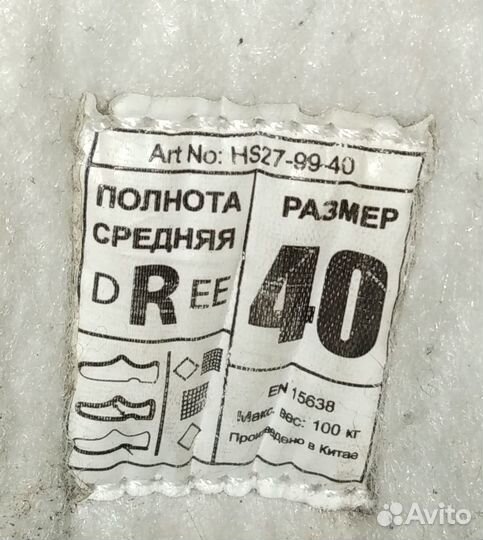 Art No: HS27-99-40
ПОЛНОТА
СРЕДНЯЯ
D R EE
РАЗМЕР
40
EN 15638
Макс. вес: 100 кг
Произведено в Китае
Avito